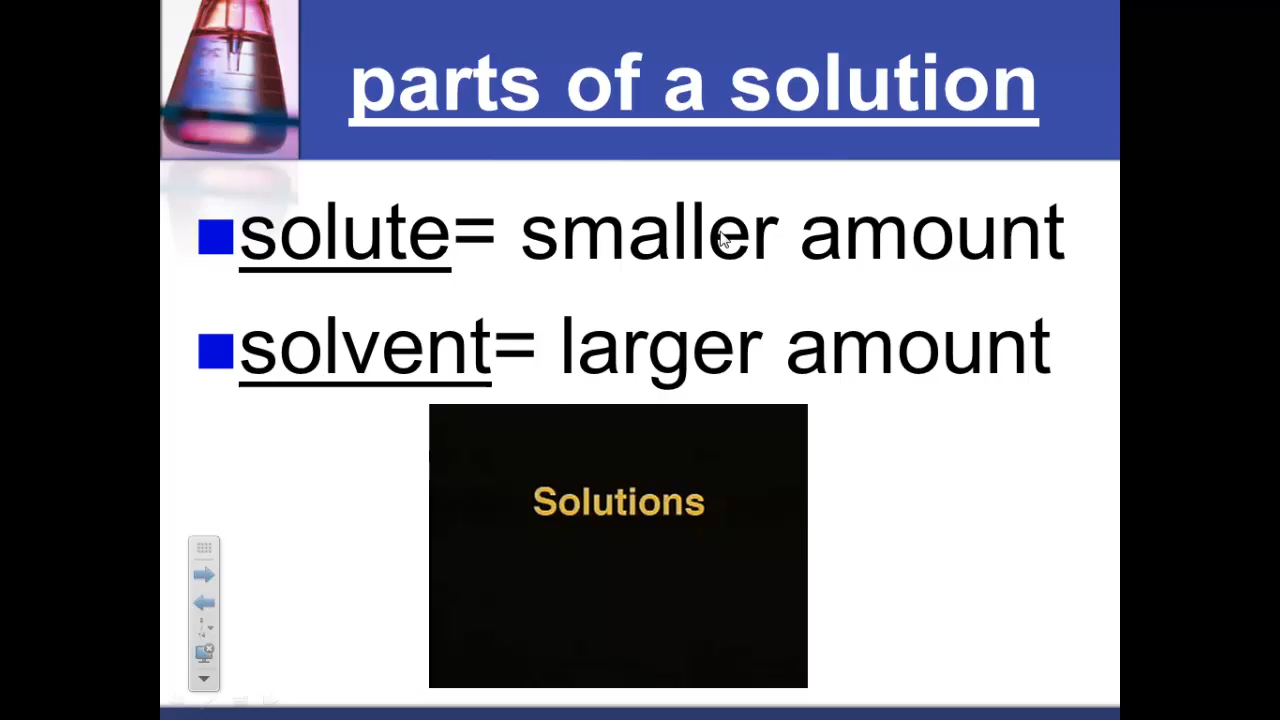 parts of a solution
solute= smaller amount
solvent= larger amount
Solutions